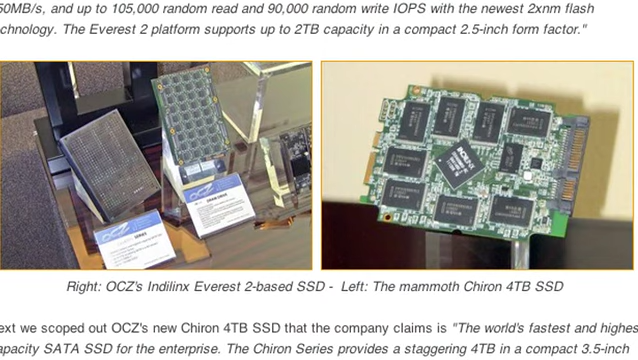 50MB/s, and up to 105,000 random read and 90,000 random write IOPS with the newest 2xnm flash
chnology. The Everest 2 platform supports up to 2TB capacity in a compact 2.5-inch form factor."
OCZ
OCZ
Right: OCZ's Indilinx Everest 2-based SSD - Left: The mammoth Chiron 4TB SSD
ext we scoped out OCZ's new Chiron 4TB SSD that the company claims is "The world's fastest and highes
apacity SATA SSD for the enterprise. The Chiron Series provides a staggering 4TB in a compact 3.5-inch